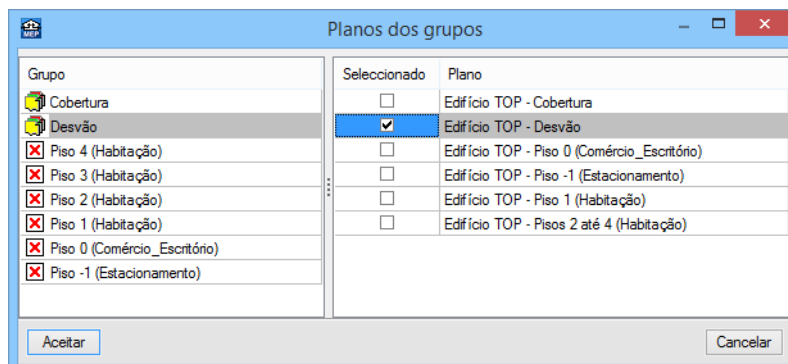 MEP
Planos dos grupos
Grupo
Cobertura
Desvão
Piso 4 (Habitação)
Piso 3 (Habitação)
Piso 2 (Habitação)
Piso 1 (Habitação)
Piso 0 (Comércio_Escritório)
Piso -1 (Estacionamento)
Seleccionado Plano
Edifício TOP - Cobertura
Edifício TOP - Desvão
Edifício TOP - Piso 0 (Comércio_Escritório)
Edifício TOP - Piso -1 (Estacionamento)
Edifício TOP - Piso 1 (Habitação)
Edifício TOP - Pisos 2 até 4 (Habitação)
Aceitar
Cancelar